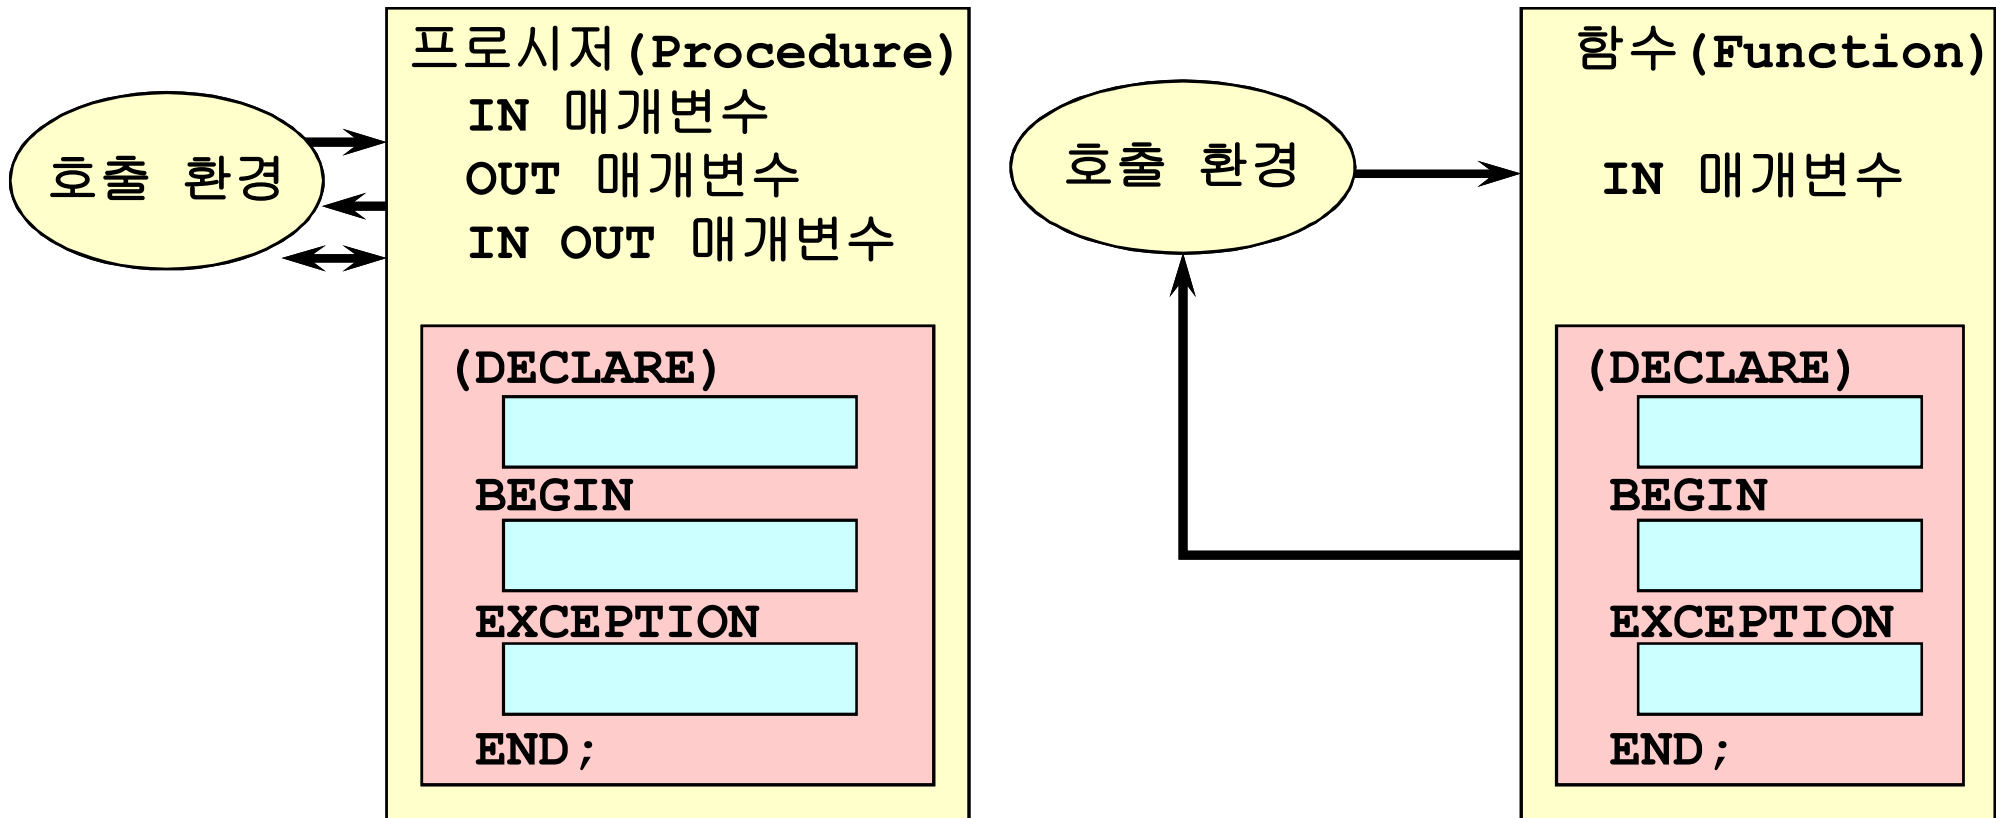 호출 환경
프로시저(Procedure)
IN 매개변수
OUT 매개변수
IN OUT 매개변수
(DECLARE)
BEGIN
EXCEPTION
END;
호출 환경
함수(Function)
IN 매개변수
(DECLARE)
BEGIN
EXCEPTION
END;